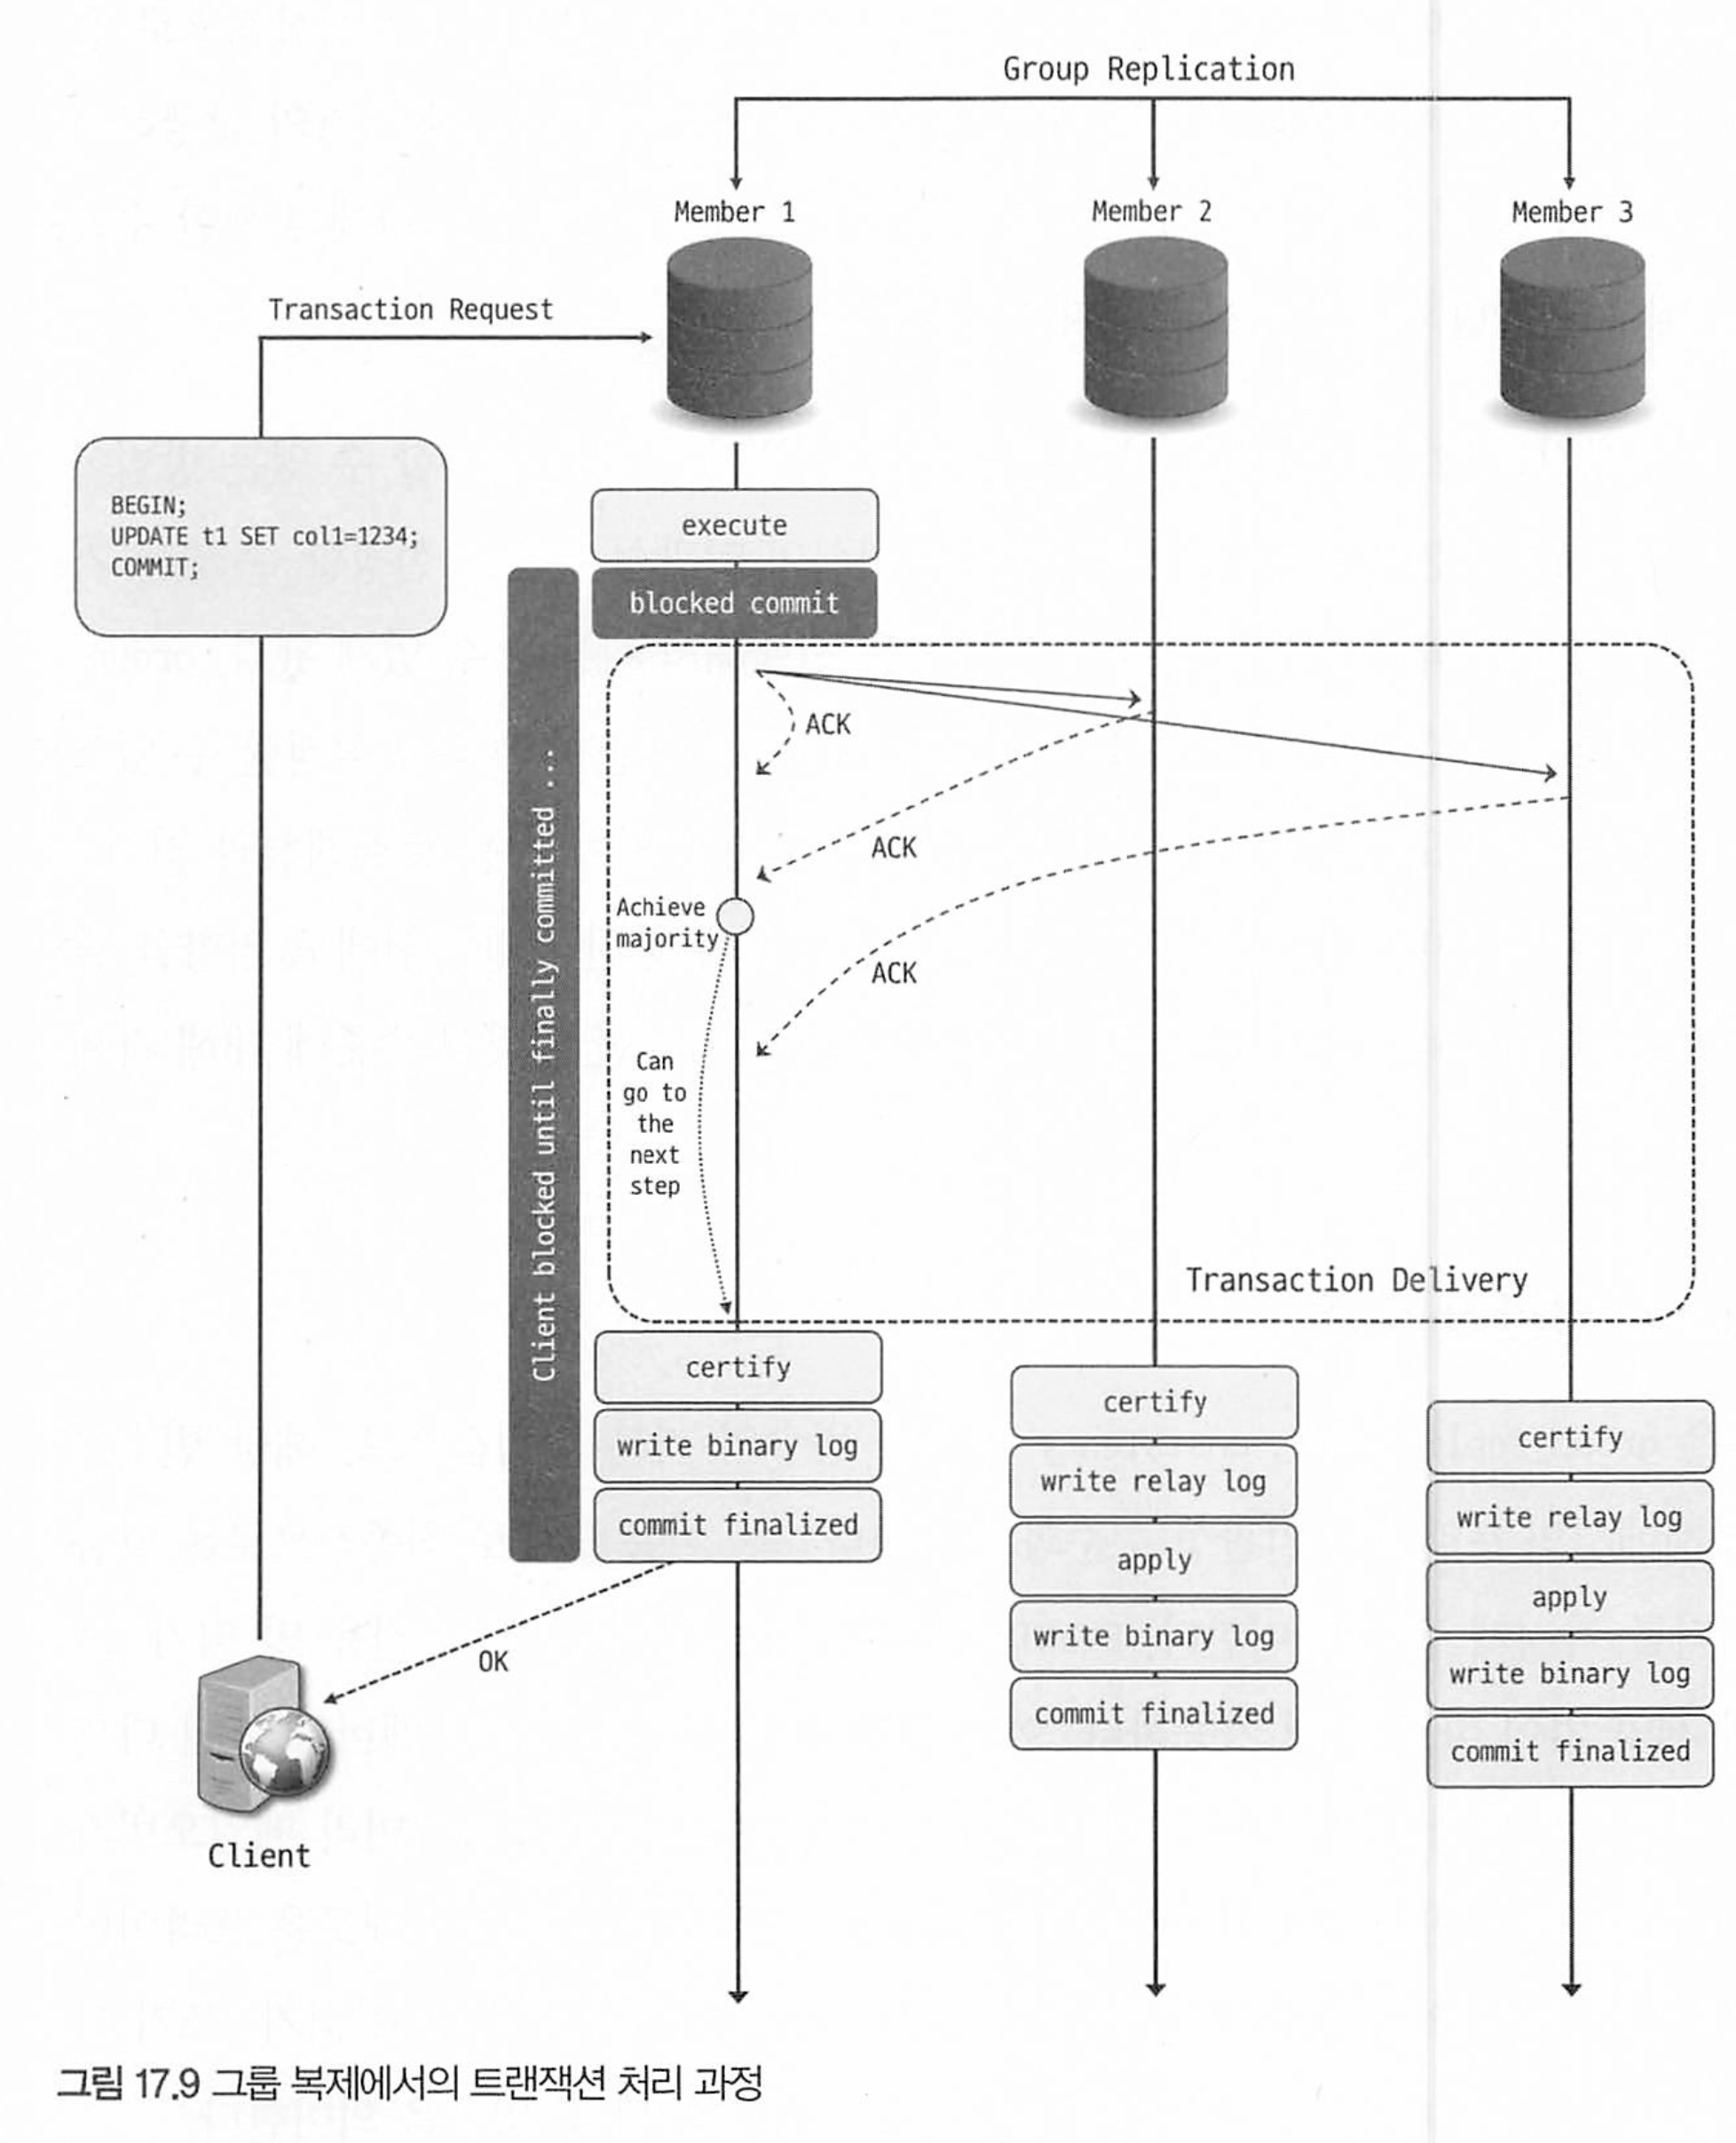 Group Replication
Member 1
Member 2
Member 3
Transaction Request
BEGIN;
UPDATE t1 SET col1=1234;
COMMIT;
execute
blocked commit
Client blocked until finally committed ...
ACK
ACK
Achieve
majority
ACK
Can
go to
the
next
step
Transaction Delivery
certify
write binary log
commit finalized
certify
write relay log
apply
write binary log
commit finalized
certify
write relay log
apply
write binary log
commit finalized
OK
Client
그림 17.9 그룹 복제에서의 트랜잭션 처리 과정